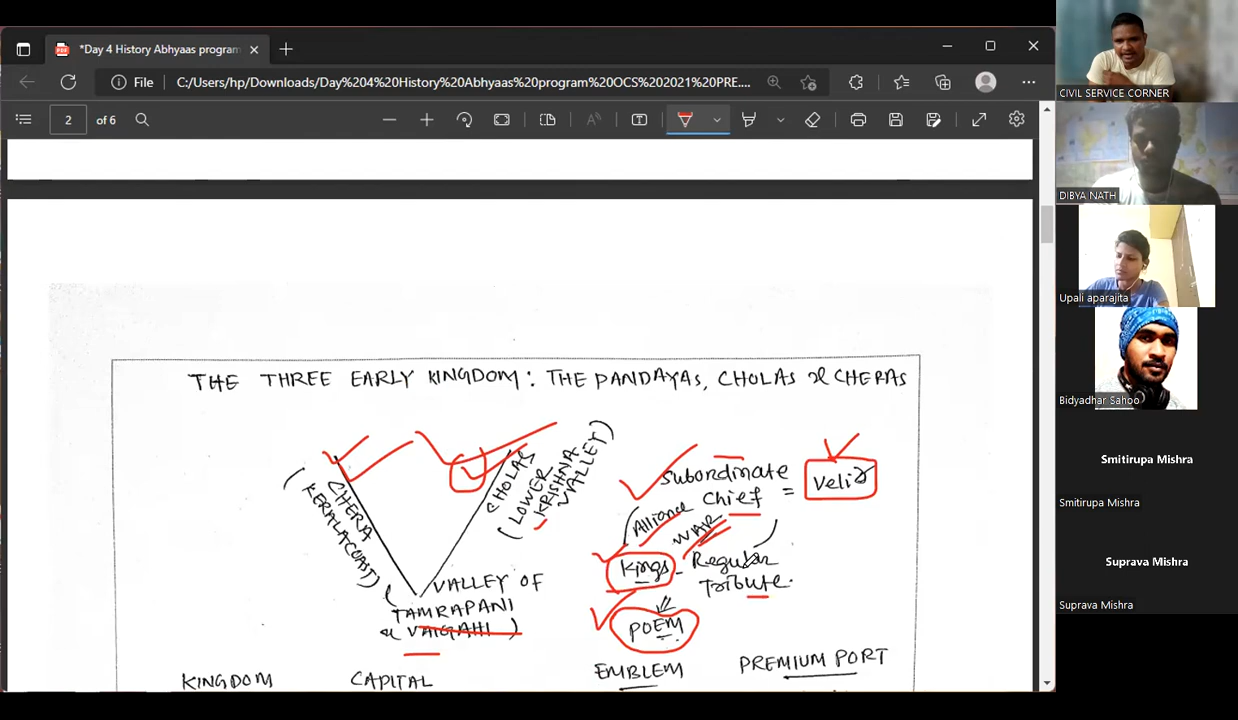 *Day 4 History Abhyaas program
File
C:/Users/hp/Downloads/Day%204%20History%20Abhyaas%20program%20OCS%202021%20PRE....
2 of 6
THE THREE EARLY KINGDOM: THE PANDAYAS, CHOLAS & CHERAS
CHERA
(KERALA COAST)
CHOLAS
(LOWER
KRISHNA
VALLEY)
(VALLEY OF
TAMRAPANI
& VAIGAHI)
Subordinate
Chief = Velir
Alliance
WAR
Kings - Regular
Tribute.
POEM
KINGDOM CAPITAL EMBLEM PREMIUM PORT
CIVIL SERVICE CORNER
DIBYA NATH
Upali aparajita
Bidyadhar Sahoo
Smitirupa Mishra
Smitirupa Mishra
Suprava Mishra
Suprava Mishra